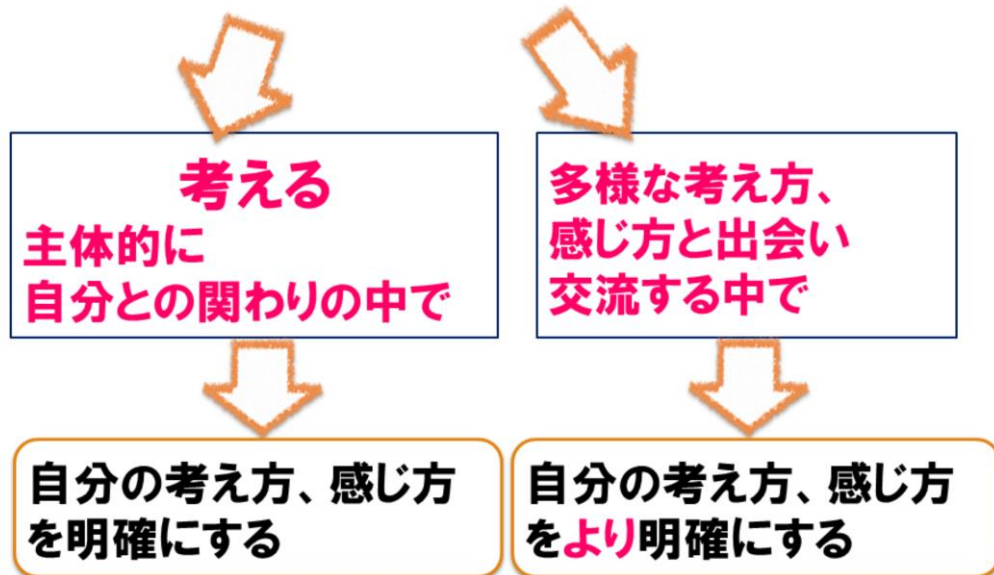 考える
主体的に
自分との関わりの中で
多様な考え方、
感じ方と出会い
交流する中で
自分の考え方、感じ方
を明確にする
自分の考え方、感じ方
をより明確にする